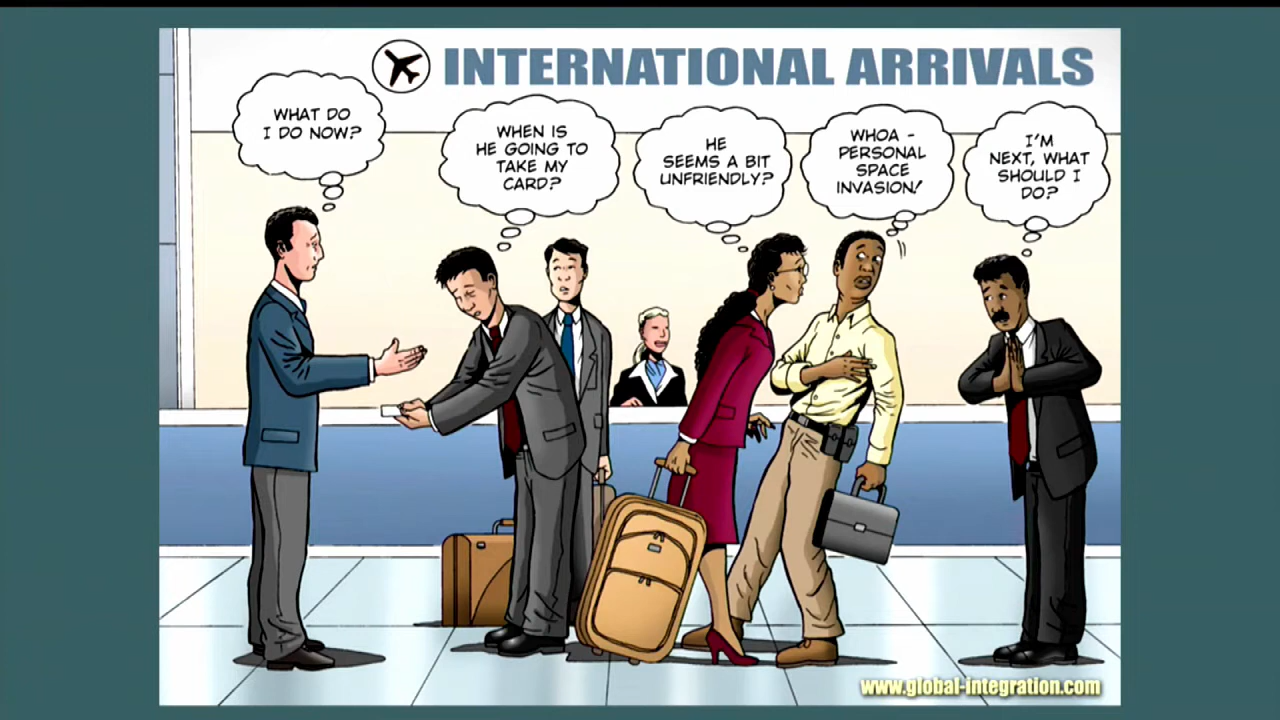 INTERNATIONAL ARRIVALS
WHAT DO
I DO NOW?
WHEN IS
HE GOING TO
TAKE MY
CARD?
HE
SEEMS A BIT
UNFRIENDLY?
WHOA -
PERSONAL
SPACE
INVASION!
I'M
NEXT, WHAT
SHOULD I
DO?
www.global-integration.com